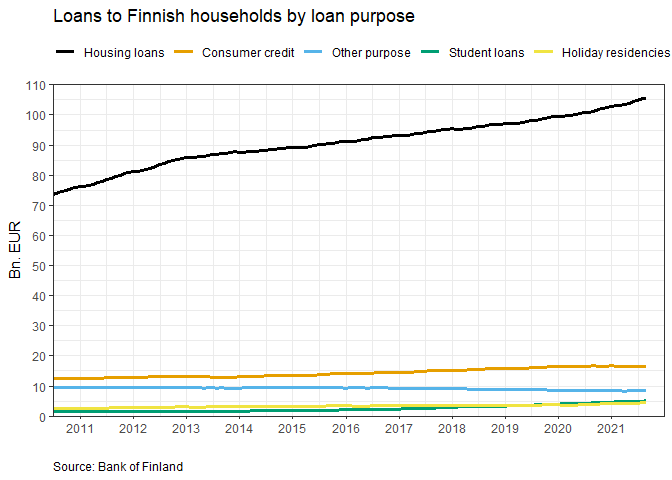 Loans to Finnish households by loan purpose
Housing loans Consumer credit Other purpose Student loans Holiday residencies
Bn. EUR
110
100
90
80
70
60
50
40
30
20
10
0
2011 2012 2013 2014 2015 2016 2017 2018 2019 2020 2021
Source: Bank of Finland